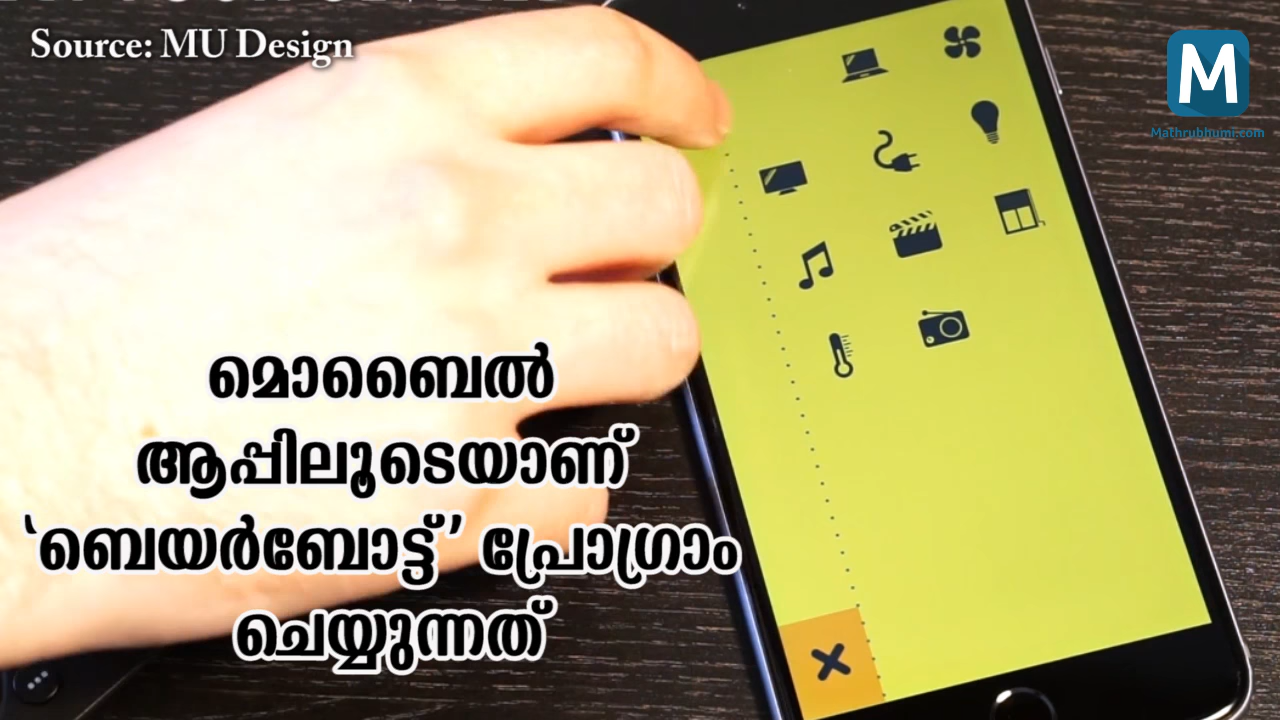 Source: MU Design
M
Mathrubhumi.com
മൊബൈൽ
ആപ്പിലൂടെയാണ്
‘ബെയർബോട്ട്’ പ്രോഗ്രാം
ചെയ്യുന്നത്